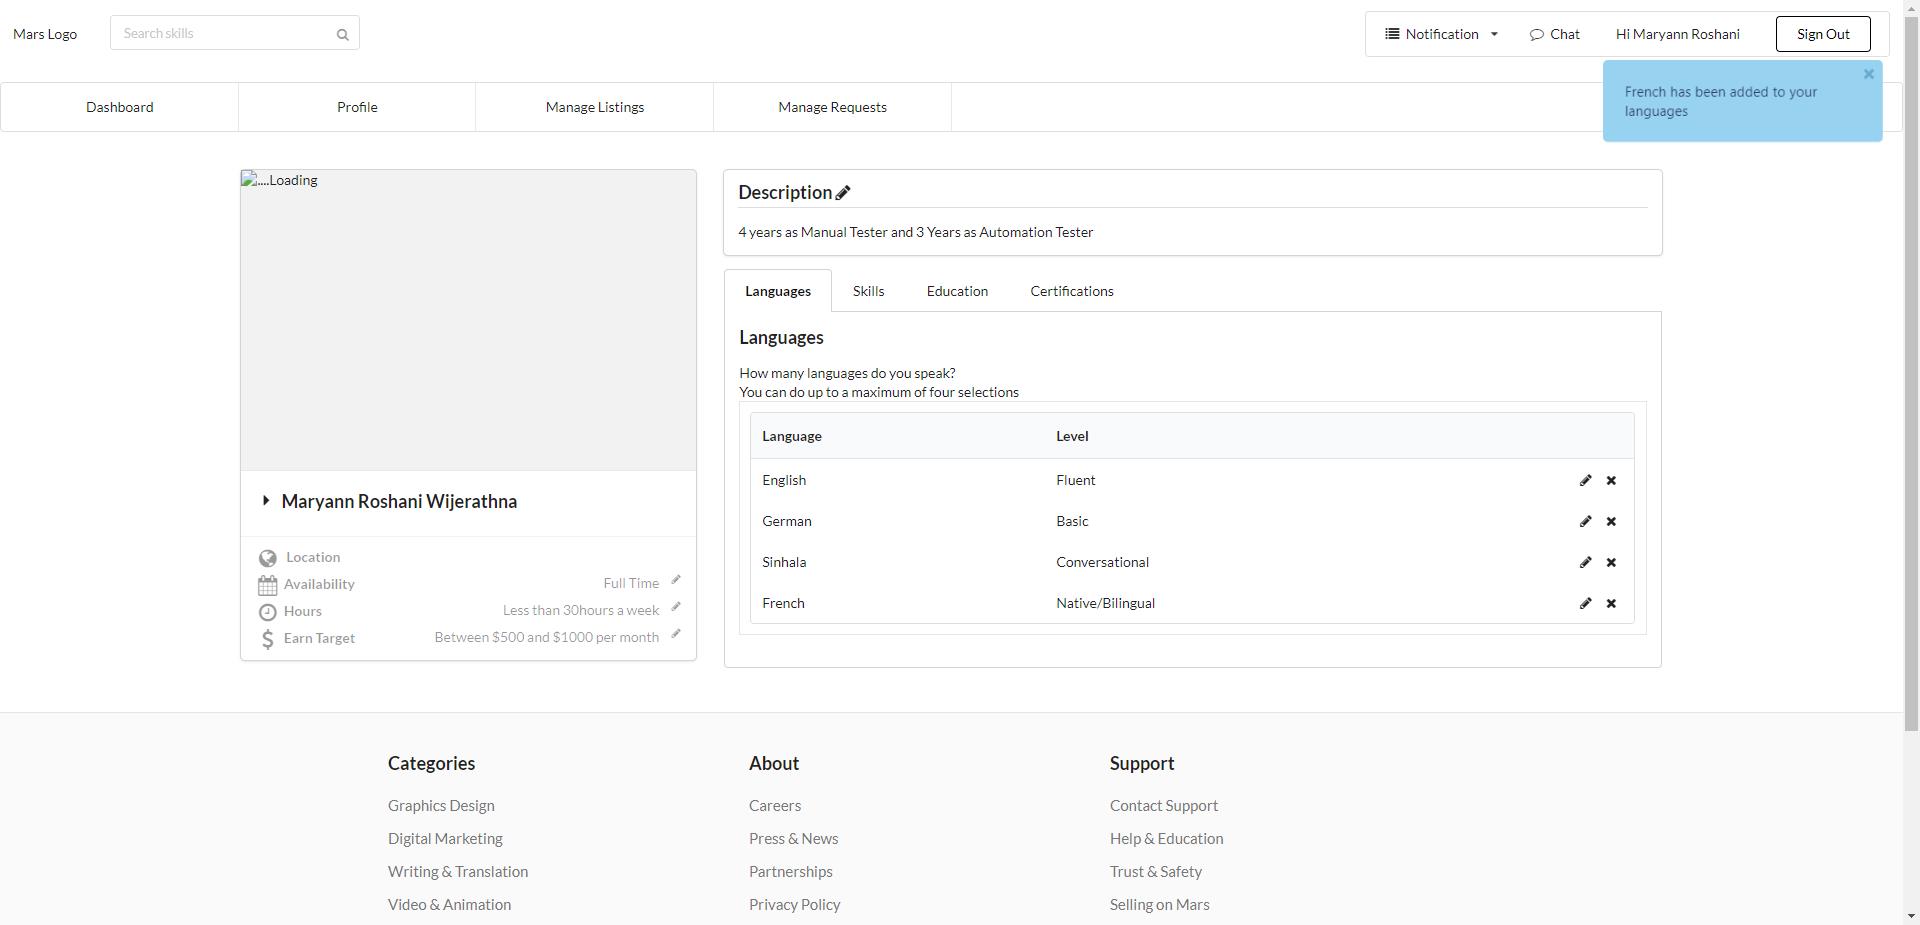 Mars Logo
Search skills
Notification
Chat
Hi Maryann Roshani
Sign Out
French has been added to your
languages
Dashboard
Profile
Manage Listings
Manage Requests
....Loading
Maryann Roshani Wijerathna
Location
Availability Full Time
Hours Less than 30hours a week
Earn Target Between $500 and $1000 per month
Description
4 years as Manual Tester and 3 Years as Automation Tester
Languages Skills Education Certifications
Languages
How many languages do you speak?
You can do up to a maximum of four selections
Language Level
English Fluent
German Basic
Sinhala Conversational
French Native/Bilingual
Categories
Graphics Design
Digital Marketing
Writing & Translation
Video & Animation
About
Careers
Press & News
Partnerships
Privacy Policy
Support
Contact Support
Help & Education
Trust & Safety
Selling on Mars